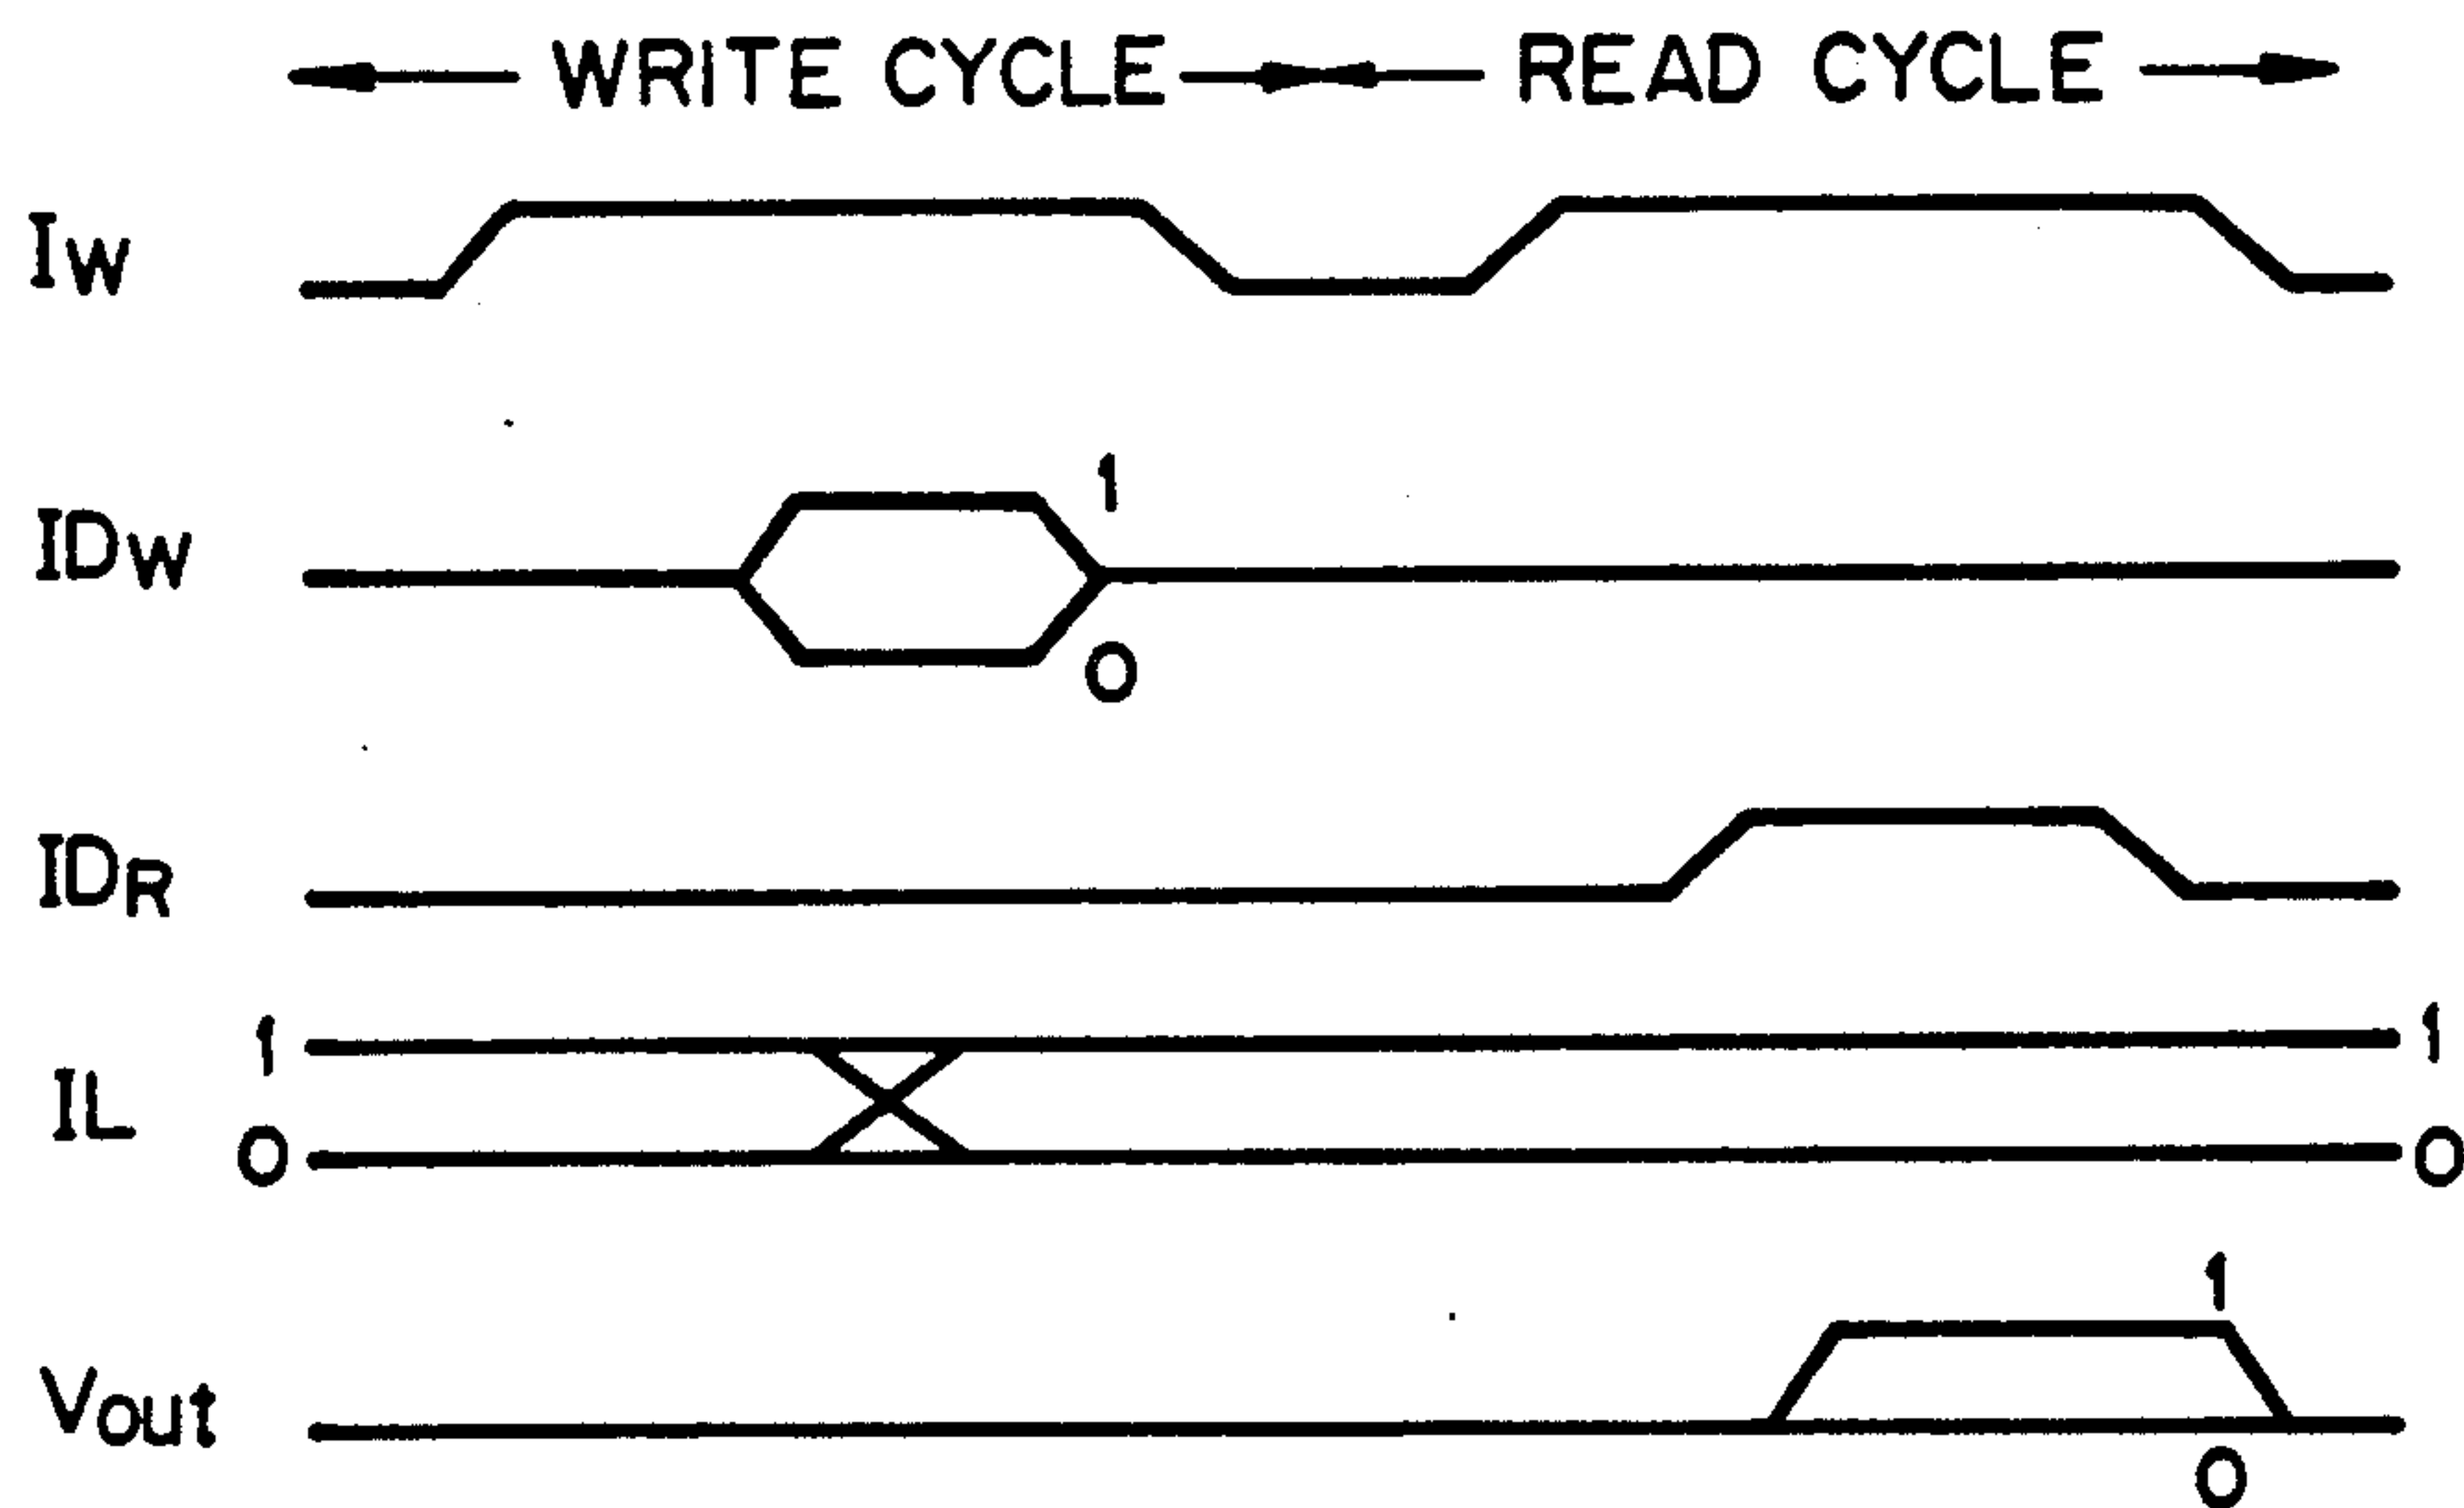 WRITE CYCLE READ CYCLE
IW
IDW
1
0
IDR
1 1
IL
0 0
1
Vout
0